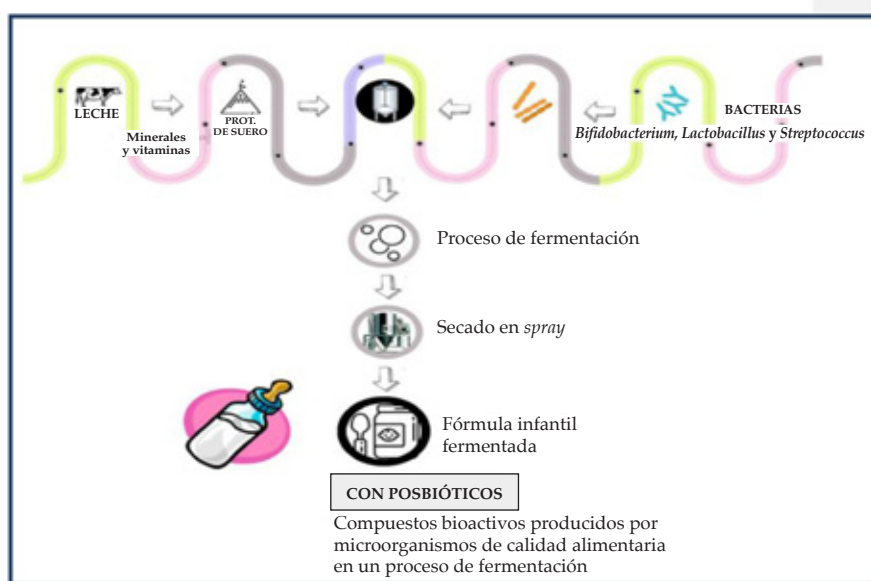 LECHE
Minerales
y vitaminas
PROT.
DE SUERO
BACTERIAS
Bifidobacterium, Lactobacillus y Streptococcus
Proceso de fermentación
Secado en spray
Fórmula infantil
fermentada
CON POSBIÓTICOS
Compuestos bioactivos producidos por
microorganismos de calidad alimentaria
en un proceso de fermentación